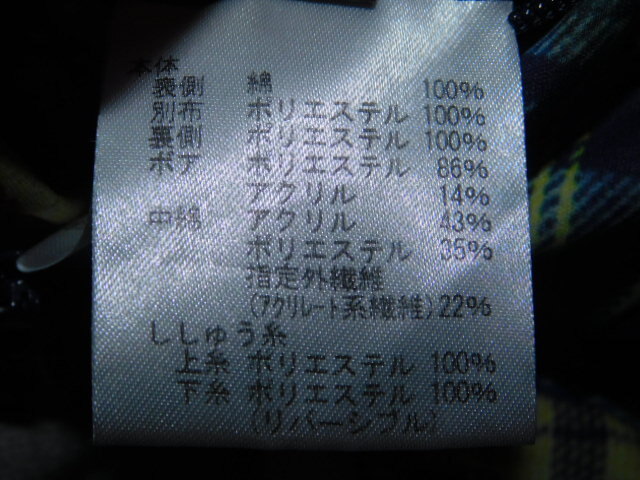 本体
表側 綿 100%
別布 ポリエステル 100%
裏側 ポリエステル 100%
ボア ポリエステル 86%
アクリル 14%
中綿 アクリル 43%
ポリエステル 35%
指定外繊維
(アクリレート系繊維)22%
ししゅう糸
上糸 ポリエステル 100%
下糸 ポリエステル 100%
(リバーシブル)